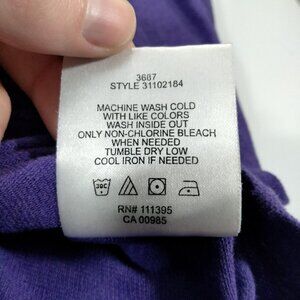 3687
STYLE 31102184
MACHINE WASH COLD
WITH LIKE COLORS
WASH INSIDE OUT
ONLY NON-CHLORINE BLEACH
WHEN NEEDED
TUMBLE DRY LOW
COOL IRON IF NEEDED
30C
RN# 111395
CA 00985